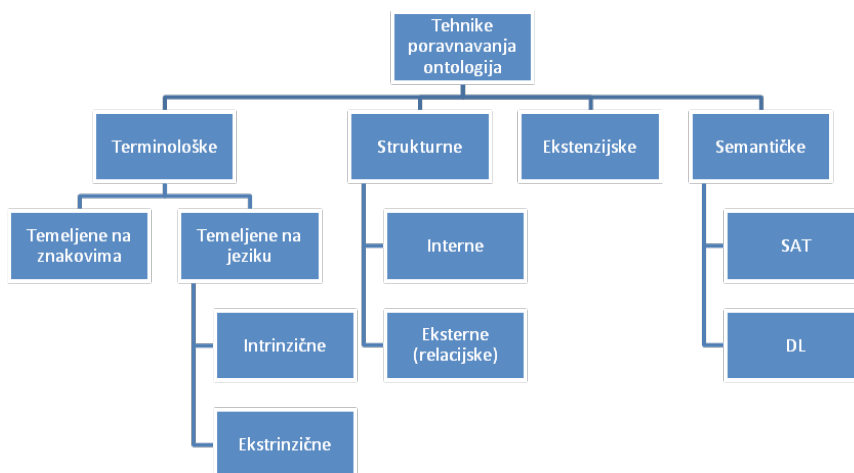 Tehnike
poravnavanja
ontologija
Terminološke
Strukturne
Ekstenzijske
Semantičke
Temeljene na
znakovima
Temeljene na
jeziku
Interne
SAT
Intrinzične
Eksterne
(relacijske)
DL
Ekstrinzične